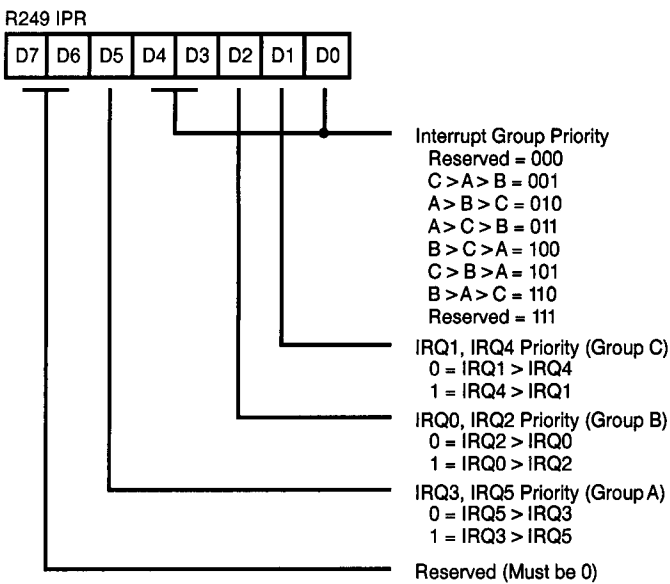 R249 IPR
D7 D6 D5 D4 D3 D2 D1 D0
Interrupt Group Priority
Reserved = 000
C > A > B = 001
A > B > C = 010
A > C > B = 011
B > C > A = 100
C > B > A = 101
B > A > C = 110
Reserved = 111
IRQ1, IRQ4 Priority (Group C)
0 = IRQ1 > IRQ4
1 = IRQ4 > IRQ1
IRQ0, IRQ2 Priority (Group B)
0 = IRQ2 > IRQ0
1 = IRQ0 > IRQ2
IRQ3, IRQ5 Priority (Group A)
0 = IRQ5 > IRQ3
1 = IRQ3 > IRQ5
Reserved (Must be 0)